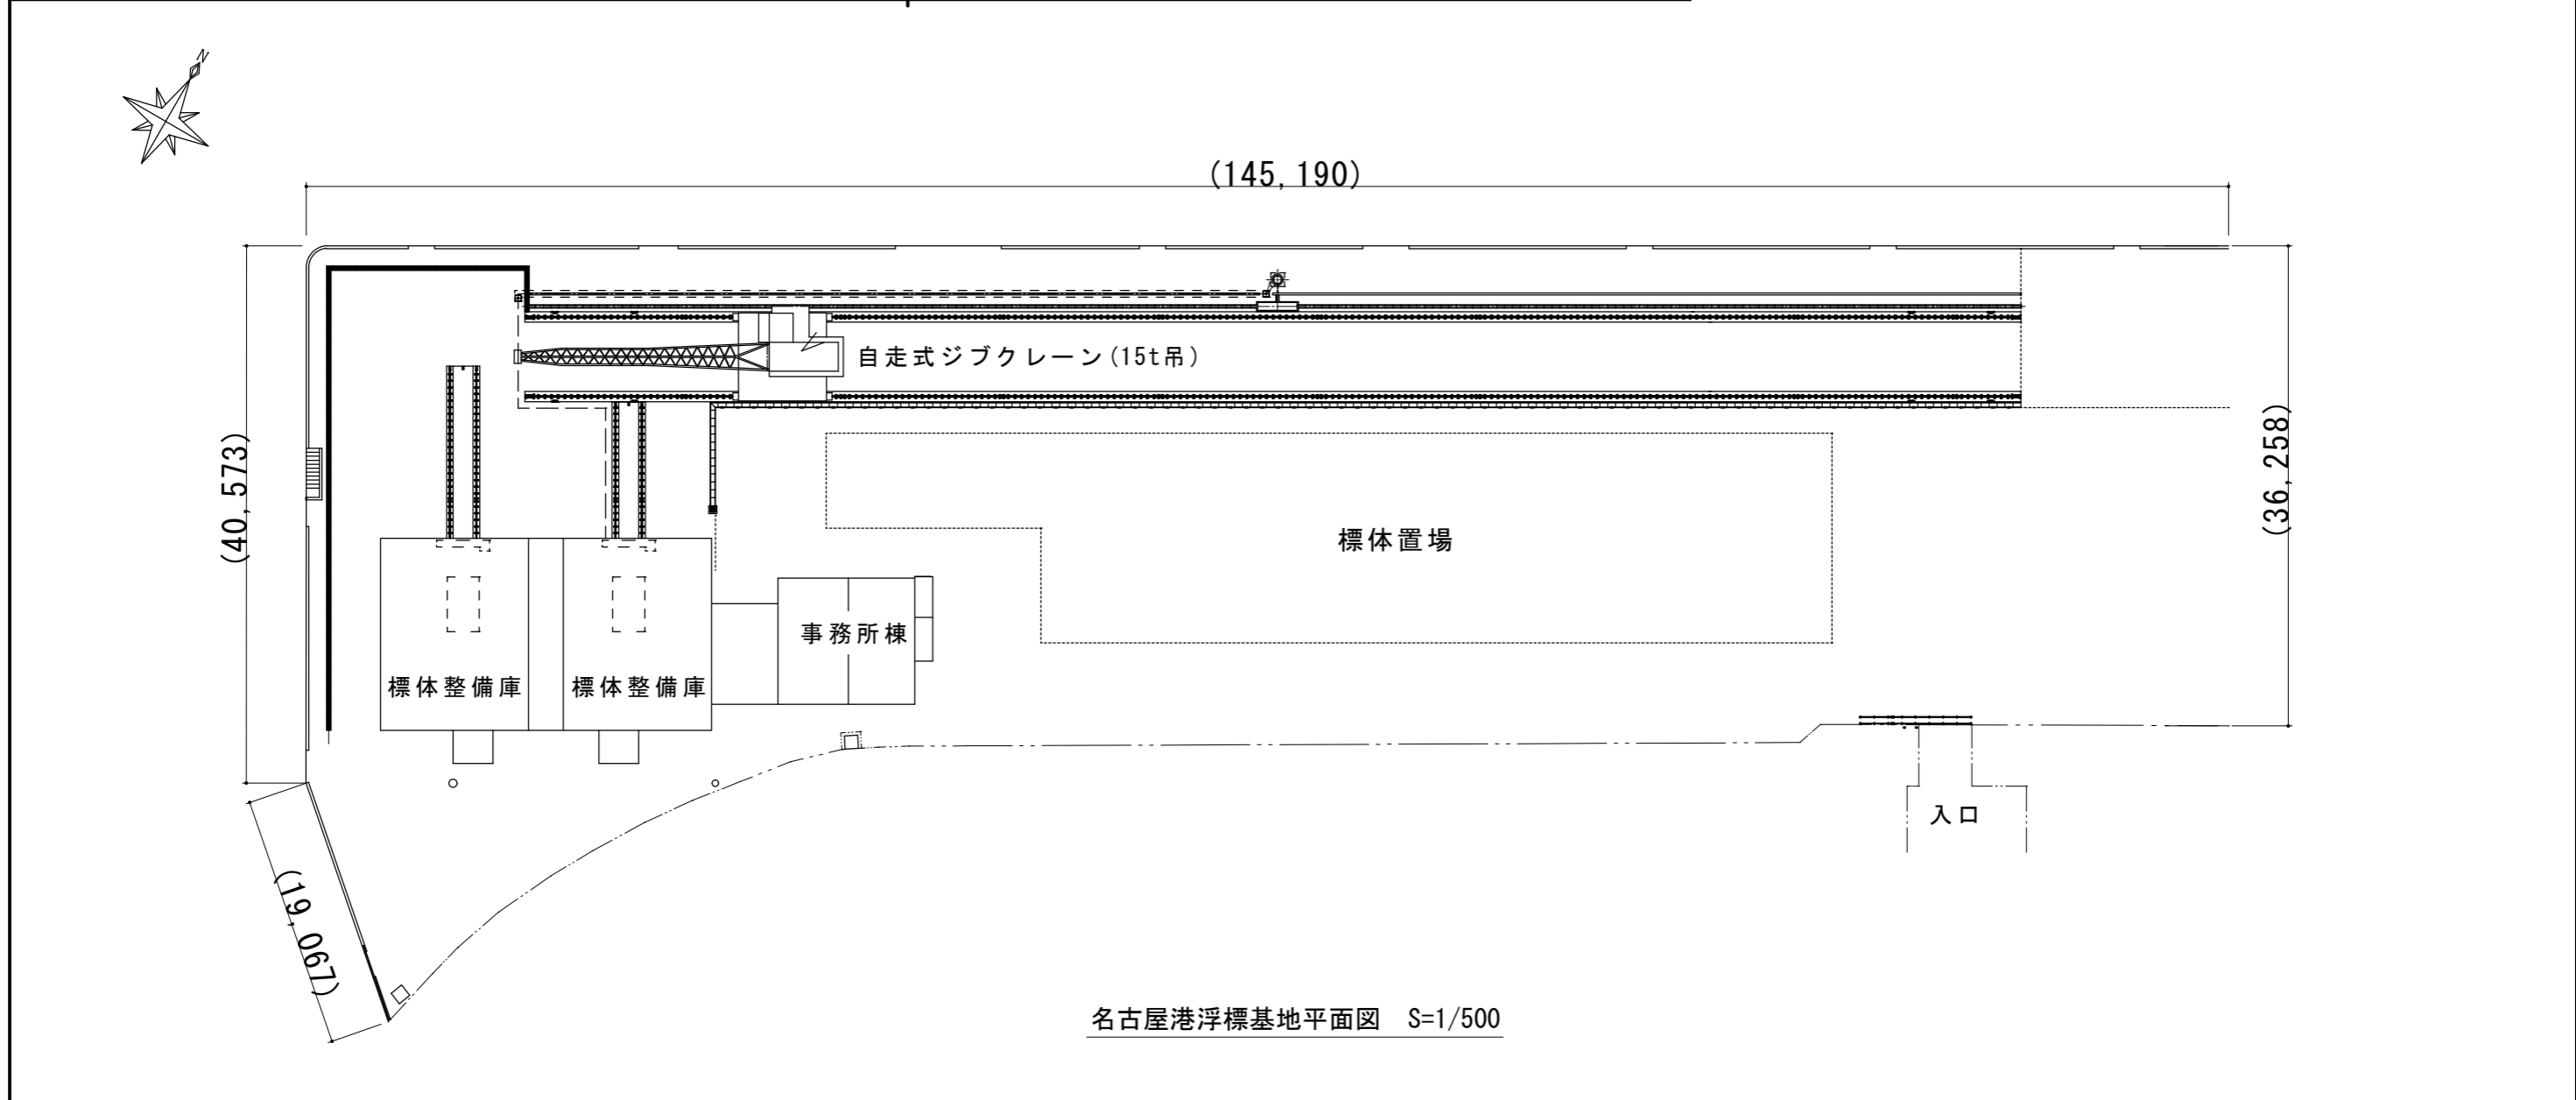 N
(145,190)
自走式ジブクレーン(15t吊)
(40,573)
(36,258)
標体置場
事務所棟
標体整備庫
標体整備庫
入口
(19,067)
名古屋港浮標基地平面図 S=1/500